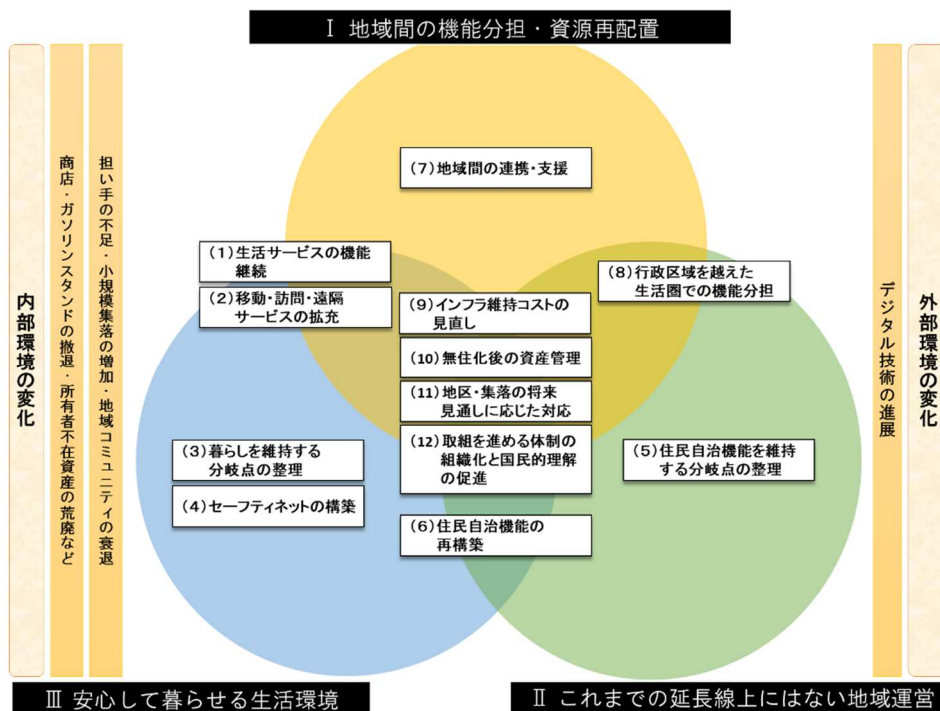 Ⅰ 地域間の機能分担・資源再配置
内部環境の変化
商店・ガソリンスタンドの撤退・所有者不在資産の荒廃など
担い手の不足・小規模集落の増加・地域コミュニティの衰退
(7)地域間の連携・支援
(1)生活サービスの機能
継続
(2)移動・訪問・遠隔
サービスの拡充
(8)行政区域を越えた
生活圏での機能分担
(9)インフラ維持コストの
見直し
(10)無住化後の資産管理
(11)地区・集落の将来
見通しに応じた対応
(12)取組を進める体制の
組織化と国民的理解
の促進
(3)暮らしを維持する
分岐点の整理
(4)セーフティネットの構築
(5)住民自治機能を維持
する分岐点の整理
(6)住民自治機能の
再構築
デジタル技術の進展
外部環境の変化
Ⅲ 安心して暮らせる生活環境
Ⅱ これまでの延長線上にはない地域運営